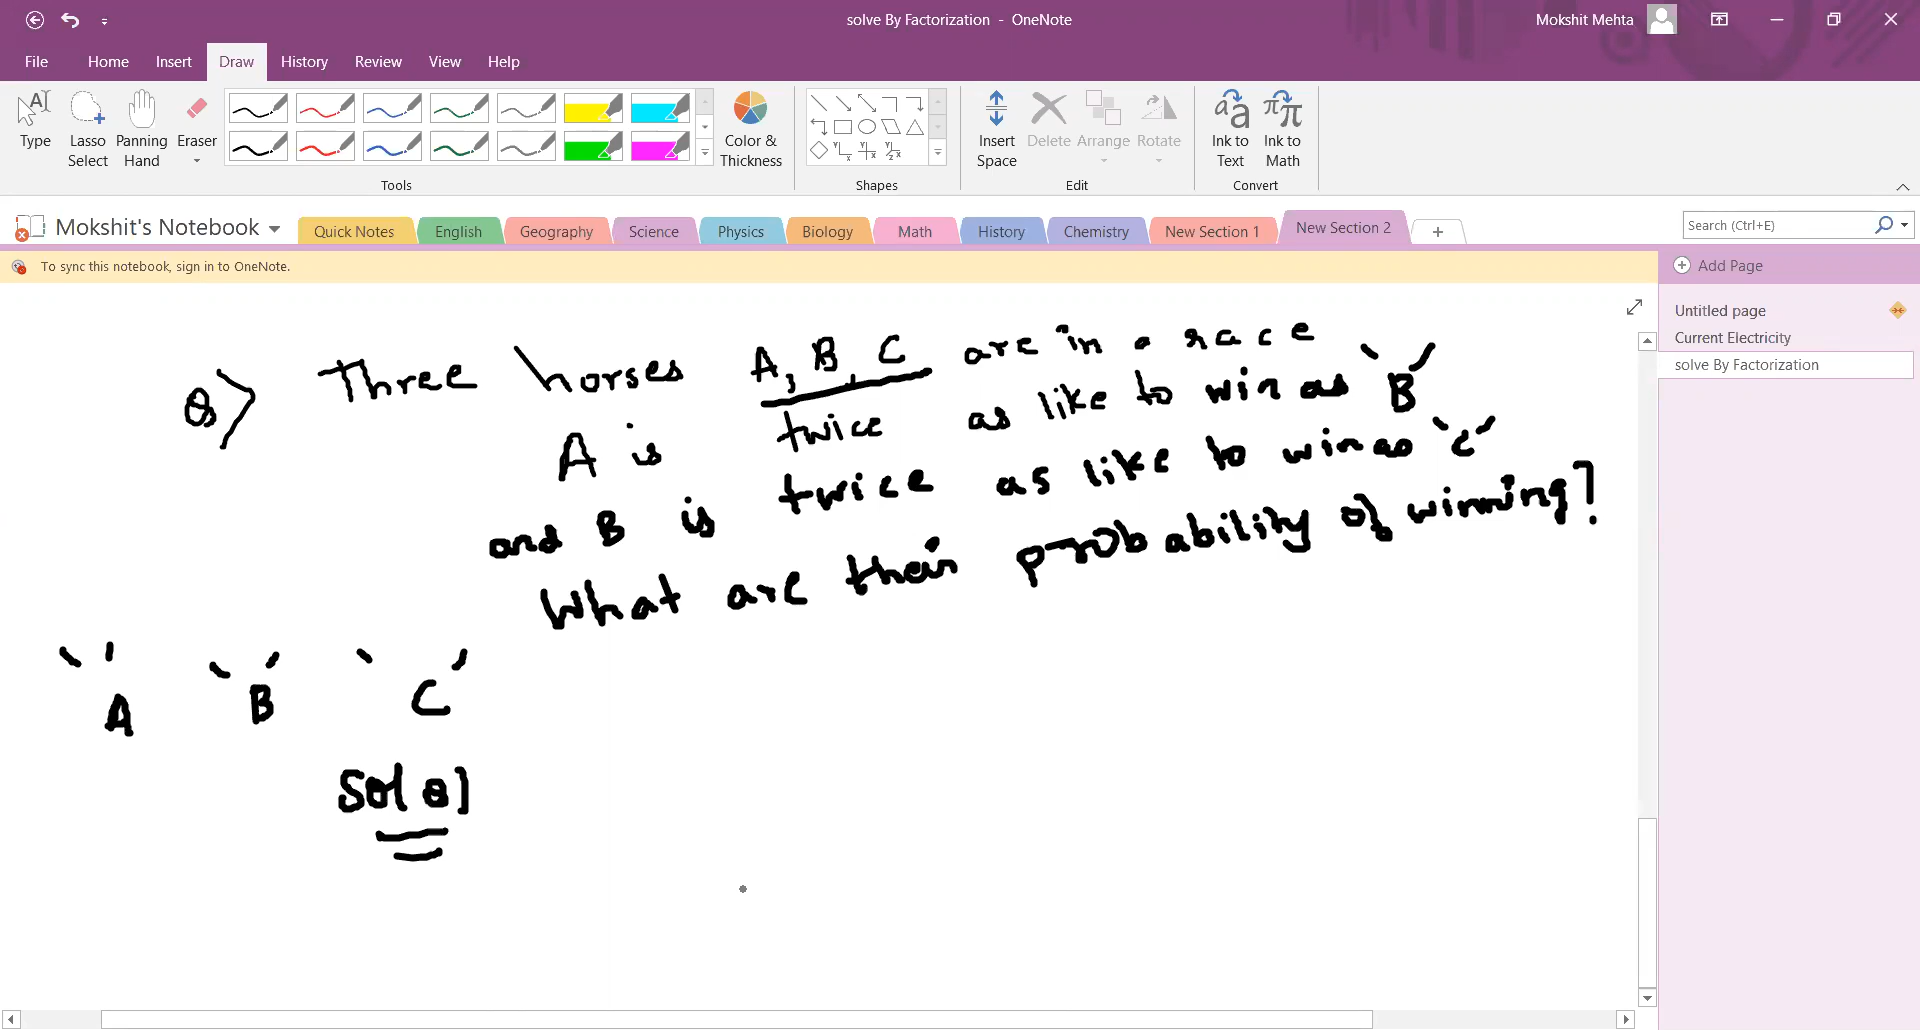 solve By Factorization - OneNote
Mokshit Mehta
File Home Insert Draw History Review View Help
Type
Lasso Select
Panning Hand
Eraser
Color & Thickness
Insert Space
Delete
Arrange
Rotate
Ink to Text
Ink to Math
Tools
Shapes
Edit
Convert
Mokshit's Notebook
Quick Notes English Geography Science Physics Biology Math History Chemistry New Section 1 New Section 2
Search (Ctrl+E)
To sync this notebook, sign in to OneNote.
Add Page
Untitled page
Current Electricity
solve By Factorization
Q> Three horses A, B, C are in a race
A is twice as like to win as 'B'
and B is twice as like to win as 'C'
What are their probability of winning?
'A' 'B' 'C'
Sol Q]